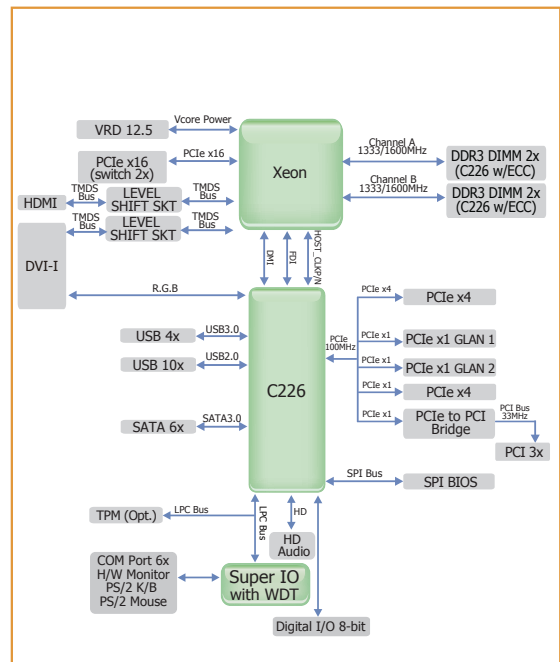 VRD 12.5
Vcore Power
PCIe x16
(switch 2x)
PCIe x16
Xeon
Channel A
1333/1600MHz
DDR3 DIMM 2x
(C226 w/ECC)
Channel B
1333/1600MHz
DDR3 DIMM 2x
(C226 w/ECC)
HDMI
TMDS
Bus
LEVEL
SHIFT SKT
TMDS
Bus
DVI-I
TMDS
Bus
LEVEL
SHIFT SKT
TMDS
Bus
DMI
FDI
HOST_CLKP/N
R.G.B
C226
USB 4x
USB3.0
USB 10x
USB2.0
SATA 6x
SATA3.0
PCIe
100MHz
PCIe x4
PCIe x4
PCIe x1
PCIe x1 GLAN 1
PCIe x1
PCIe x1 GLAN 2
PCIe x1
PCIe x4
PCIe x1
PCIe to PCI
Bridge
PCI Bus
33MHz
PCI 3x
SPI Bus
SPI BIOS
TPM (Opt.)
LPC Bus
LPC Bus
HD
HD
Audio
COM Port 6x
H/W Monitor
PS/2 K/B
PS/2 Mouse
Super IO
with WDT
Digital I/O 8-bit